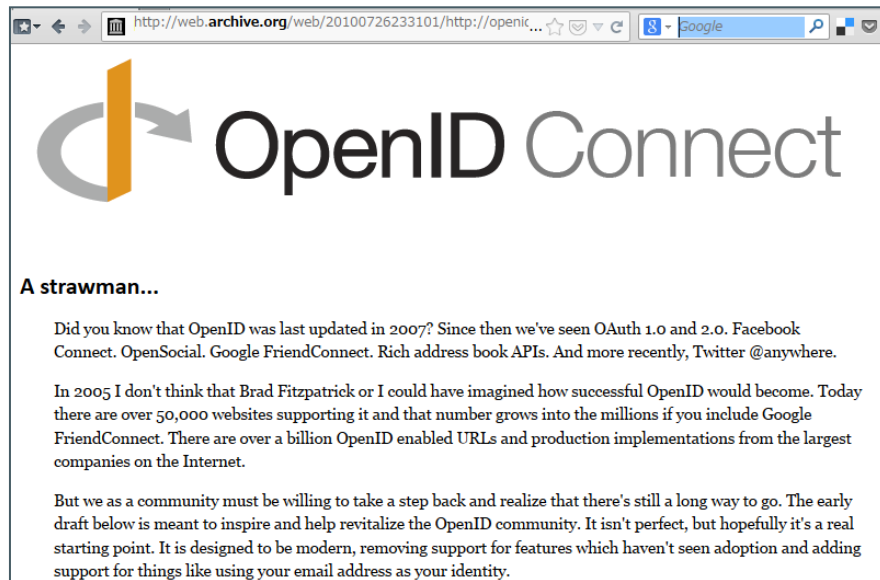 http://web.archive.org/web/20100726233101/http://openic ... Google
OpenID Connect
A strawman...
Did you know that OpenID was last updated in 2007? Since then we've seen OAuth 1.0 and 2.0. Facebook
Connect. OpenSocial. Google FriendConnect. Rich address book APIs. And more recently, Twitter @anywhere.
In 2005 I don't think that Brad Fitzpatrick or I could have imagined how successful OpenID would become. Today
there are over 50,000 websites supporting it and that number grows into the millions if you include Google
FriendConnect. There are over a billion OpenID enabled URLs and production implementations from the largest
companies on the Internet.
But we as a community must be willing to take a step back and realize that there's still a long way to go. The early
draft below is meant to inspire and help revitalize the OpenID community. It isn't perfect, but hopefully it's a real
starting point. It is designed to be modern, removing support for features which haven't seen adoption and adding
support for things like using your email address as your identity.